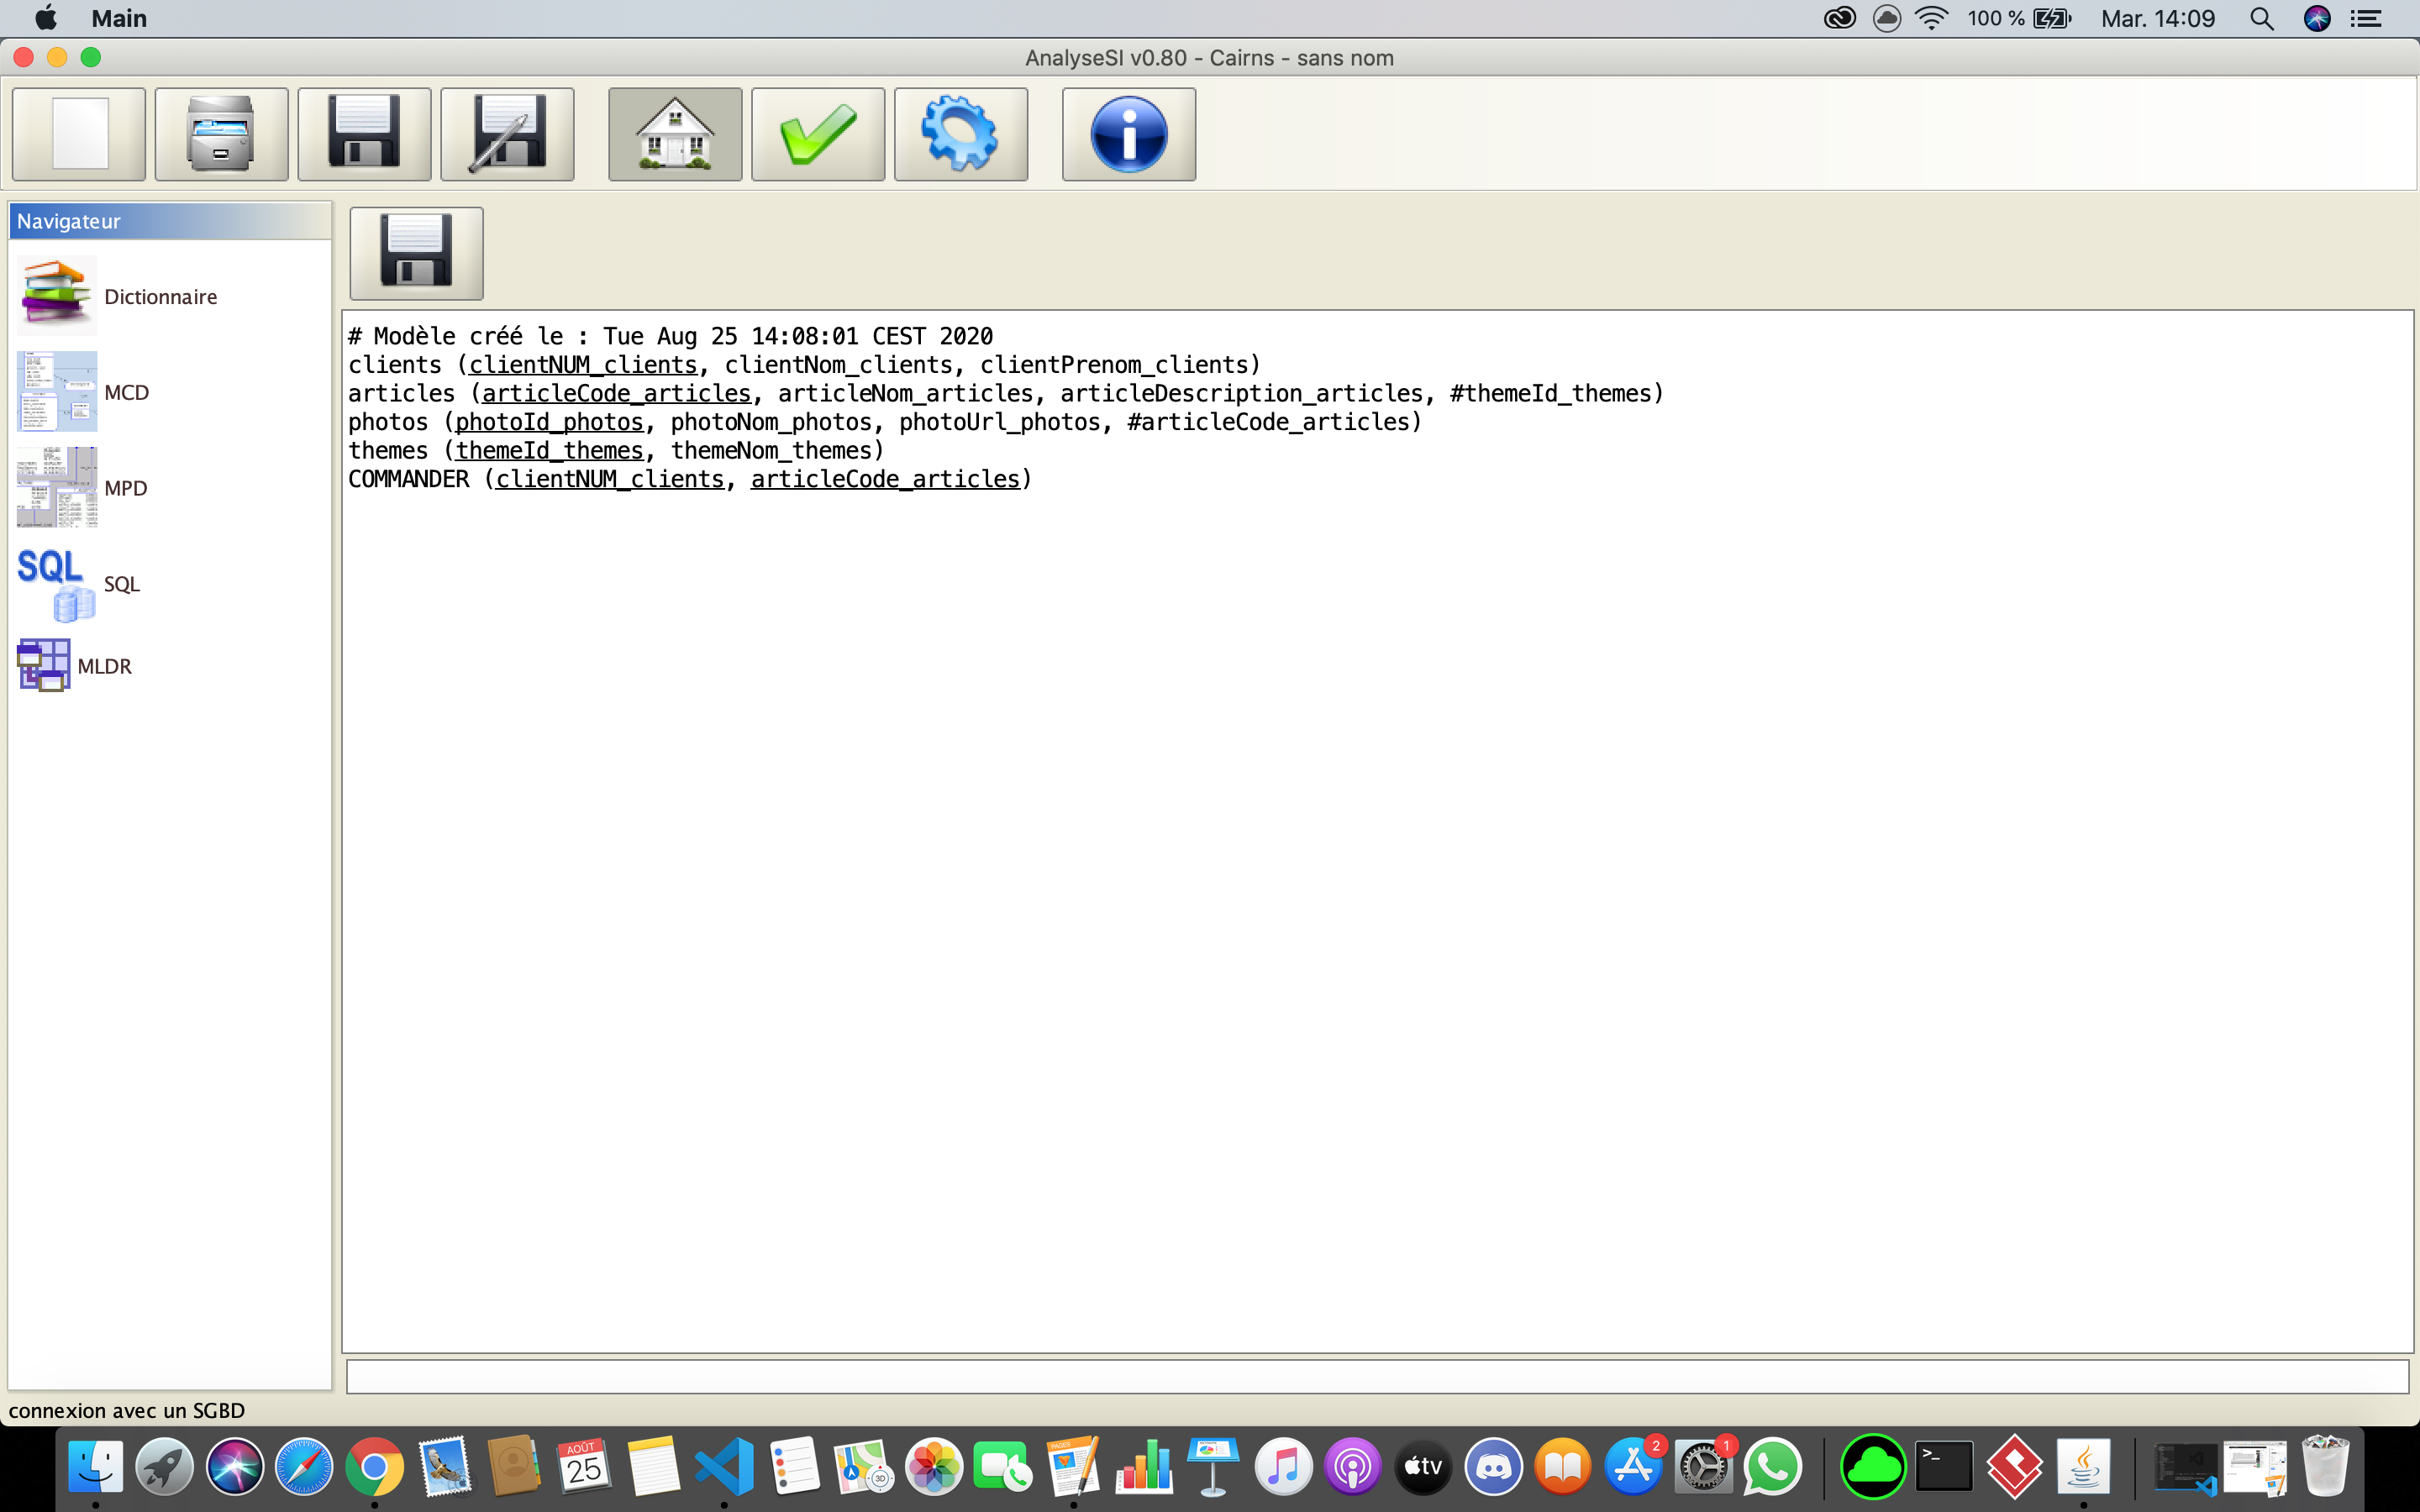 Main
100 %
Mar. 14:09
AnalyseSI v0.80 - Cairns - sans nom
Navigateur
Dictionnaire
MCD
MPD
SQL
SQL
MLDR
# Modèle créé le : Tue Aug 25 14:08:01 CEST 2020
clients (clientNUM_clients, clientNom_clients, clientPrenom_clients)
articles (articleCode_articles, articleNom_articles, articleDescription_articles, #themeId_themes)
photos (photoId_photos, photoNom_photos, photoUrl_photos, #articleCode_articles)
themes (themeId_themes, themeNom_themes)
COMMANDER (clientNUM_clients, articleCode_articles)
connexion avec un SGBD
AOÛT
25
3D
PAGES
tv
2
1
>_